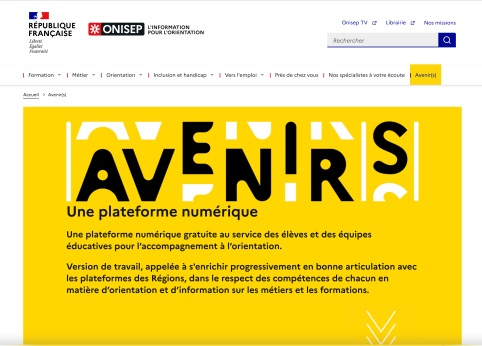 RÉPUBLIQUE
FRANÇAISE
Liberté
Égalité
Fraternité
ONISEP
L'INFORMATION
POUR L'ORIENTATION
Onisep TV
Librairie
Nos missions
Rechercher
Formation
Métier
Orientation
Inclusion et handicap
Vers l'emploi
Près de chez vous
Nos spécialistes à votre écoute
Avenir(s)
Accueil > Avenir(s)
AVENIRS
Une plateforme numérique
Une plateforme numérique gratuite au service des élèves et des équipes
éducatives pour l'accompagnement à l'orientation.
Version de travail, appelée à s'enrichir progressivement en bonne articulation avec
les plateformes des Régions, dans le respect des compétences de chacun en
matière d'orientation et d'information sur les métiers et les formations.